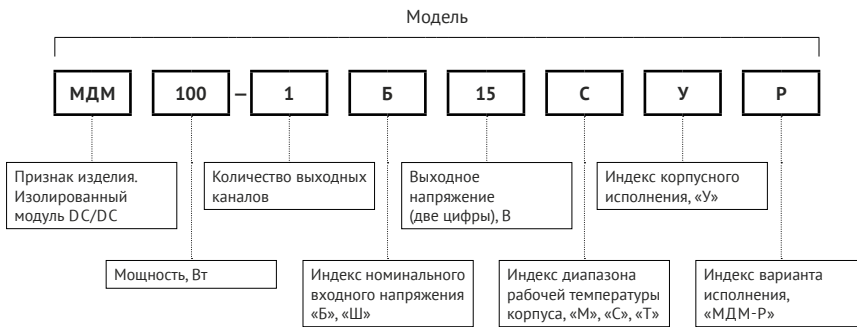 Модель
МДМ 100 – 1 Б 15 С У Р
Признак изделия.
Изолированный
модуль DC/DC
Количество выходных
каналов
Выходное
напряжение
(две цифры), В
Индекс корпусного
исполнения, «У»
Мощность, Вт
Индекс номинального
входного напряжения
«Б», «Ш»
Индекс диапазона
рабочей температуры
корпуса, «М», «С», «Т»
Индекс варианта
исполнения,
«МДМ-Р»